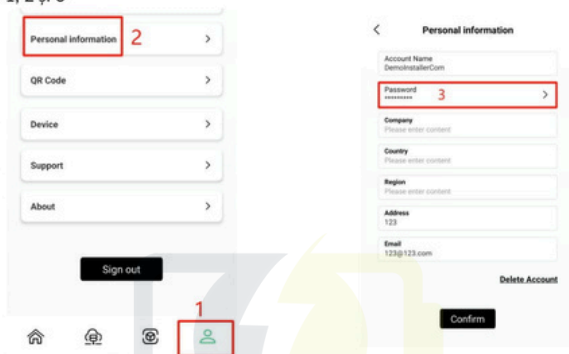 Personal information
2
QR Code
Device
Support
About
Sign out
1
Personal information
Account Name
DemoInstallerCom
Password
*********
3
Company
Please enter content
Country
Please enter content
Region
Please enter content
Address
123
Email
123@123.com
Delete Account
Confirm